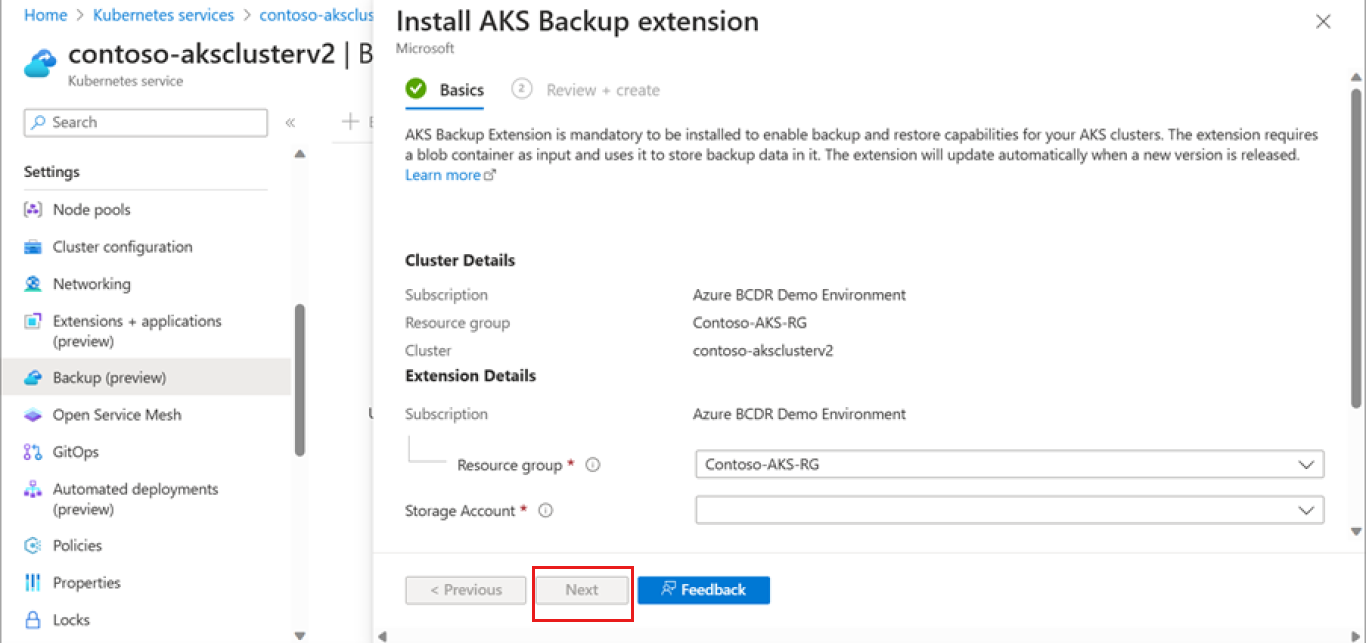 Home > Kubernetes services > contoso-aksclus
contoso-aksclusterv2 | B
Kubernetes service
Search
«
Settings
Node pools
Cluster configuration
Networking
Extensions + applications
(preview)
Backup (preview)
Open Service Mesh
GitOps
Automated deployments
(preview)
Policies
Properties
Locks
Install AKS Backup extension
Microsoft
Basics
2 Review + create
AKS Backup Extension is mandatory to be installed to enable backup and restore capabilities for your AKS clusters. The extension requires
a blob container as input and uses it to store backup data in it. The extension will update automatically when a new version is released.
Learn more
Cluster Details
Subscription Azure BCDR Demo Environment
Resource group Contoso-AKS-RG
Cluster contoso-aksclusterv2
Extension Details
Subscription Azure BCDR Demo Environment
Resource group * Contoso-AKS-RG
Storage Account *
< Previous Next Feedback